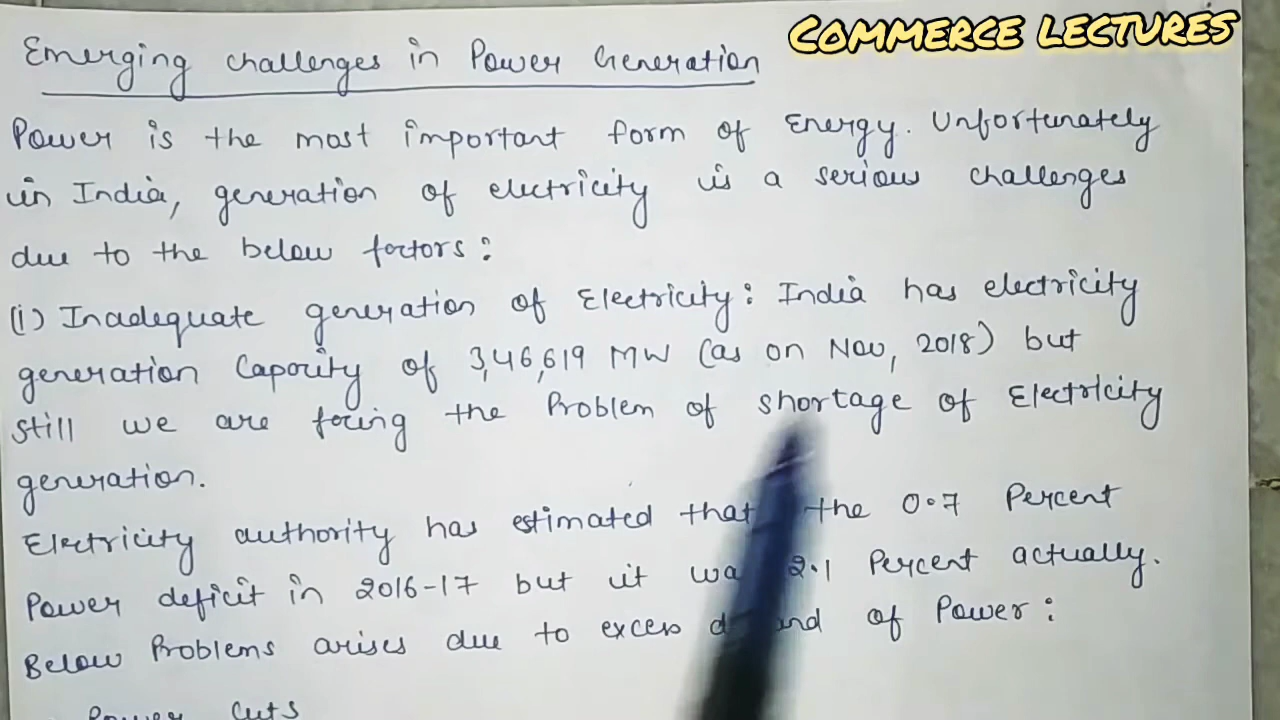 COMMERCE LECTURES
Emerging challenges in Power Generation
Power is the most important form of Energy. Unfortunately
in India, generation of electricity is a serious challenges
due to the below factors:
(i) Inadequate generation of Electricity: India has electricity
generation Capacity of 3,46,619 MW (as on Nov, 2018) but
still we are facing the Problem of shortage of Electricity
generation.
Electricity authority has estimated that the 0.7 Percent
Power deficit in 2016-17 but it wa 2.1 Percent actually.
Below Problems arises due to excess of Power:
Power Cuts